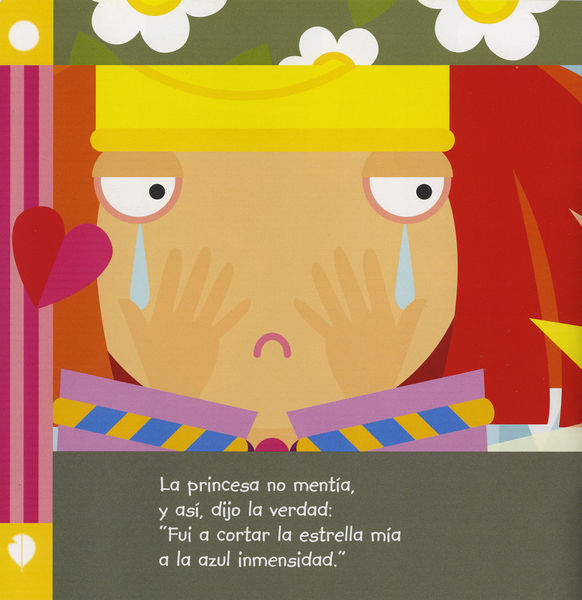 La princesa no mentía,
y así, dijo la verdad:
"Fui a cortar la estrella mía
a la azul inmensidad."